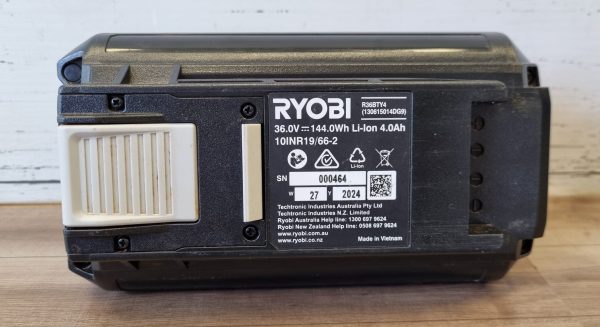 RYOBI
R36BTY4
(130615014DG9)
36.0V⎓144.0Wh Li-Ion 4.0Ah
10INR19/66-2
Li-Ion
SN 000464
W 27 Y 2024
Techtronic Industries Australia Pty Ltd
Techtronic Industries N.Z. Limited
Ryobi Australia Help line: 1300 697 9624
Ryobi New Zealand Help line: 0508 697 9624
www.ryobi.com.au
www.ryobi.co.nz
Made in Vietnam